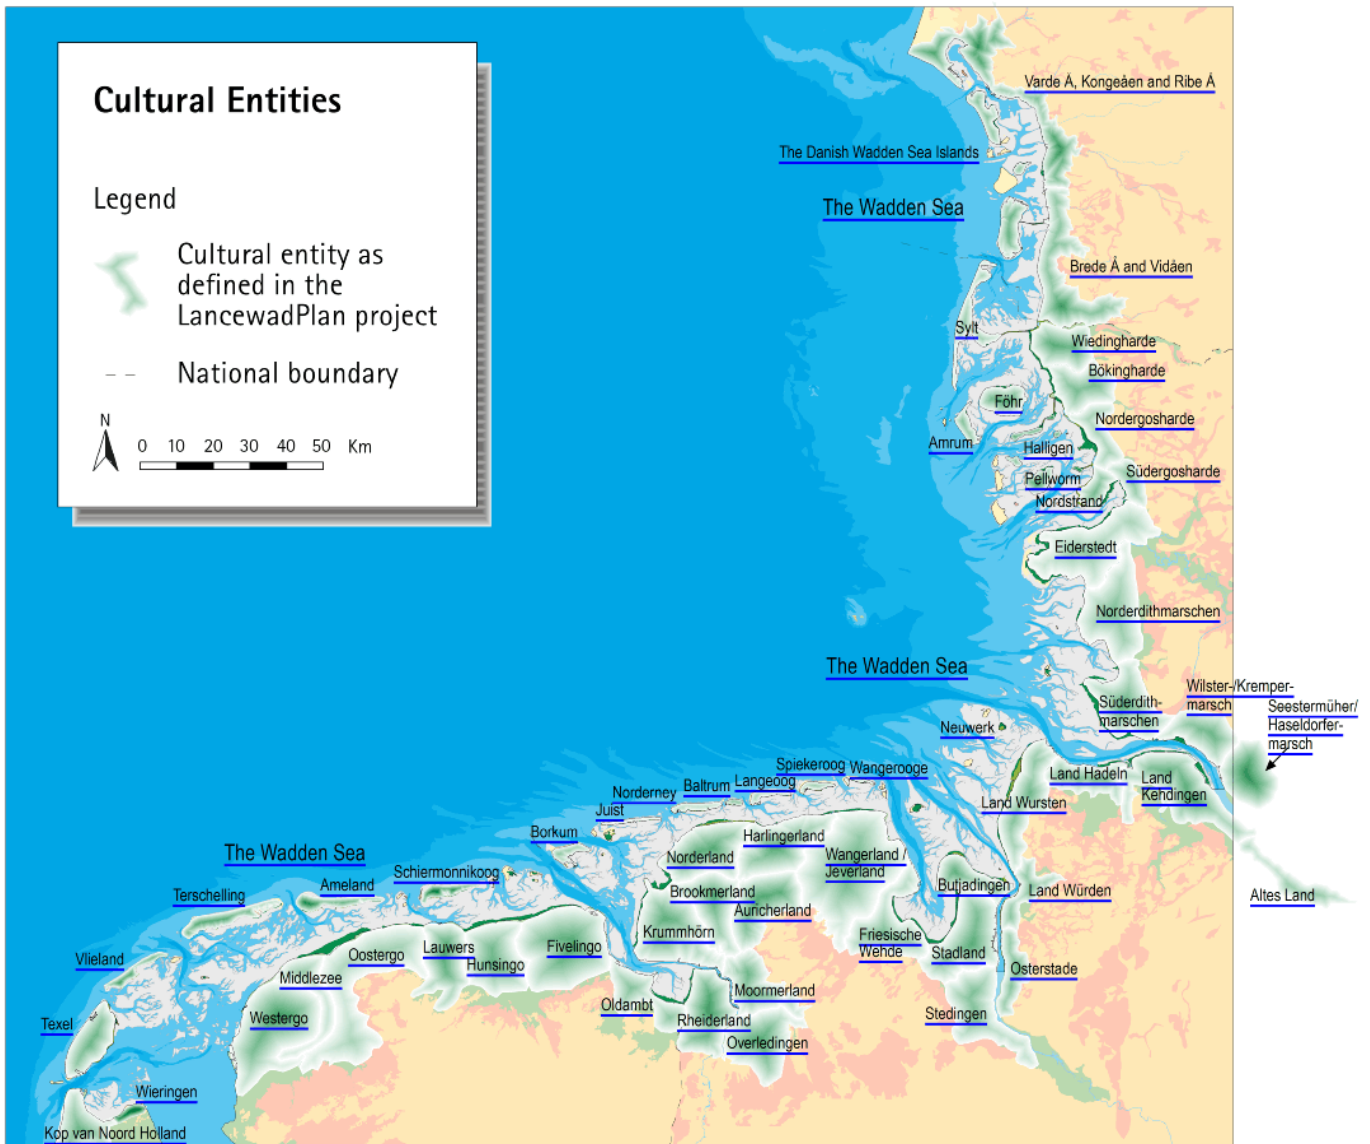 Cultural Entities
Legend
Cultural entity as
defined in the
LancewadPlan project
National boundary
N
0 10 20 30 40 50 Km
Varde Å, Kongeåen and Ribe Å
The Danish Wadden Sea Islands
The Wadden Sea
Brede Å and Vidåen
Sylt
Wiedingharde
Bökingharde
Föhr
Nordergosharde
Amrum
Halligen
Südergosharde
Pellworm
Nordstrand
Eiderstedt
Norderdithmarschen
The Wadden Sea
Wilster-/Kremper-
marsch
Seestermüher/
Haseldorfer-
marsch
Süderdith-
marschen
Neuwerk
Land Hadeln
Land
Kehdingen
Land Wursten
Spiekeroog
Wangerooge
Langeoog
Baltrum
Norderney
Juist
Borkum
Harlingerland
Norderland
Wangerland /
Jeverland
Brookmerland
Auricherland
Butjadingen
Land Würden
Altes Land
The Wadden Sea
Schiermonnikoog
Ameland
Terschelling
Krummhörn
Friesische
Wehde
Stadland
Osterstade
Fivelingo
Lauwers
Hunsingo
Oostergo
Vlieland
Middlezee
Moormerland
Oldambt
Rheiderland
Stedingen
Westergo
Texel
Overledingen
Wieringen
Kop van Noord Holland